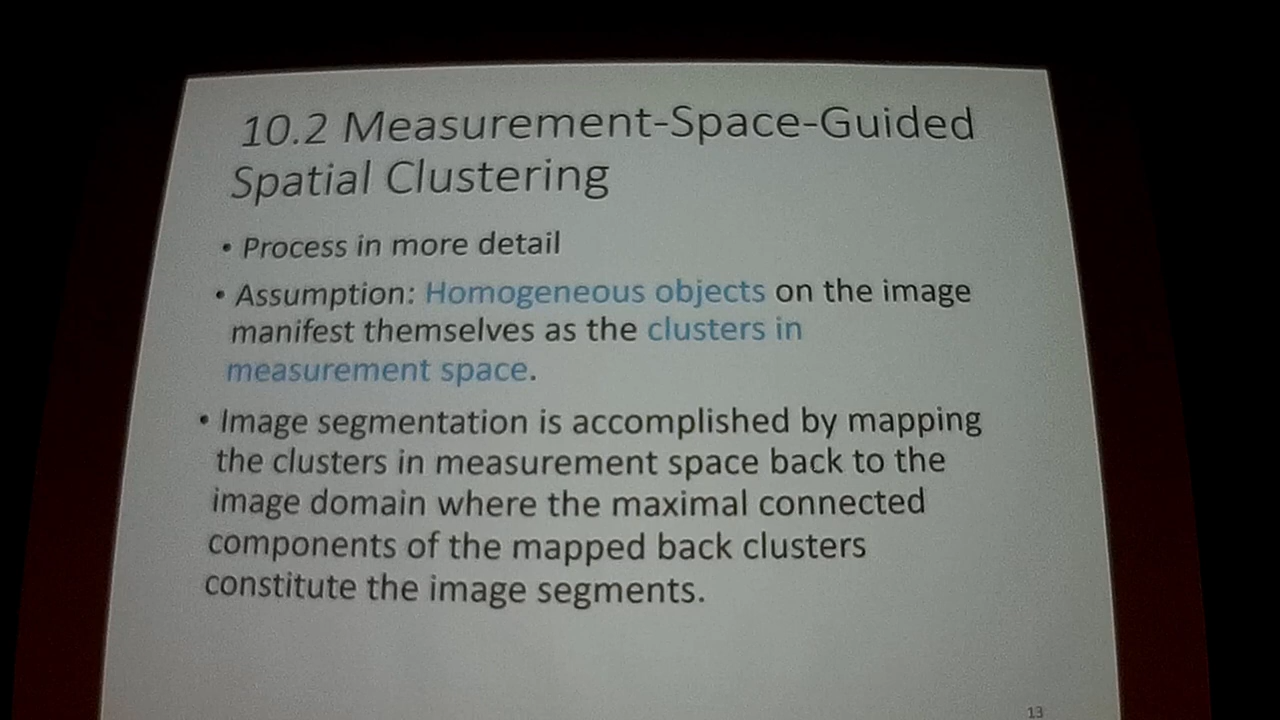 10.2 Measurement-Space-Guided
Spatial Clustering
• Process in more detail
• Assumption: Homogeneous objects on the image
manifest themselves as the clusters in
measurement space.
• Image segmentation is accomplished by mapping
the clusters in measurement space back to the
image domain where the maximal connected
components of the mapped back clusters
constitute the image segments.
13